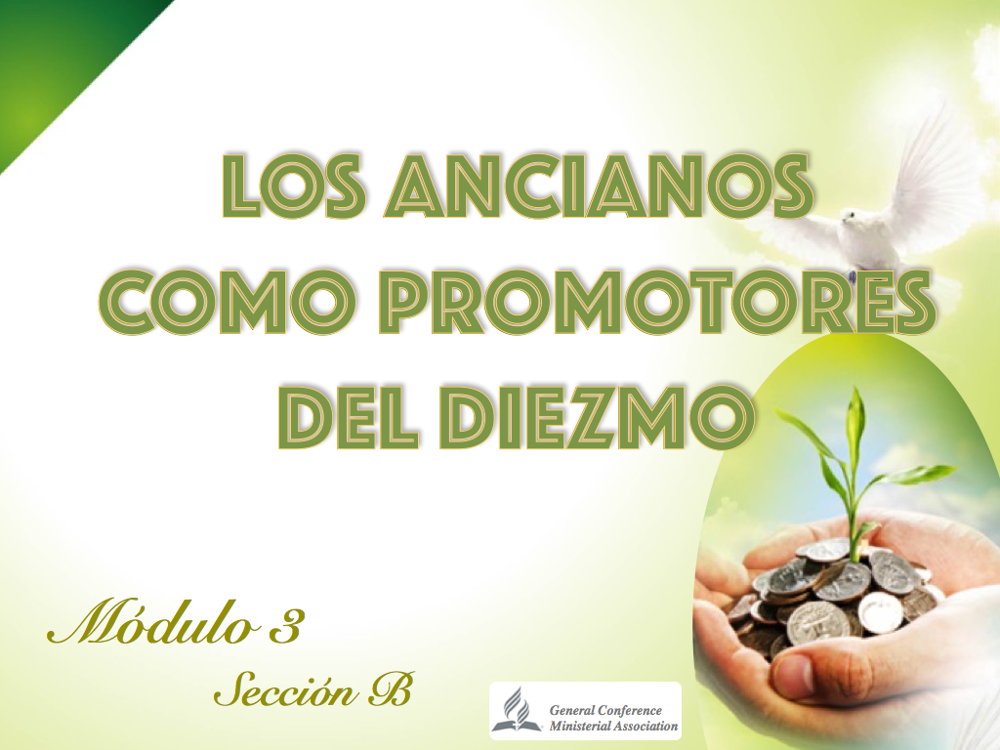 LOS ANCIANOS
COMO PROMOTORES
DEL DIEZMO
Módulo 3
Sección B
General Conference
Ministerial Association